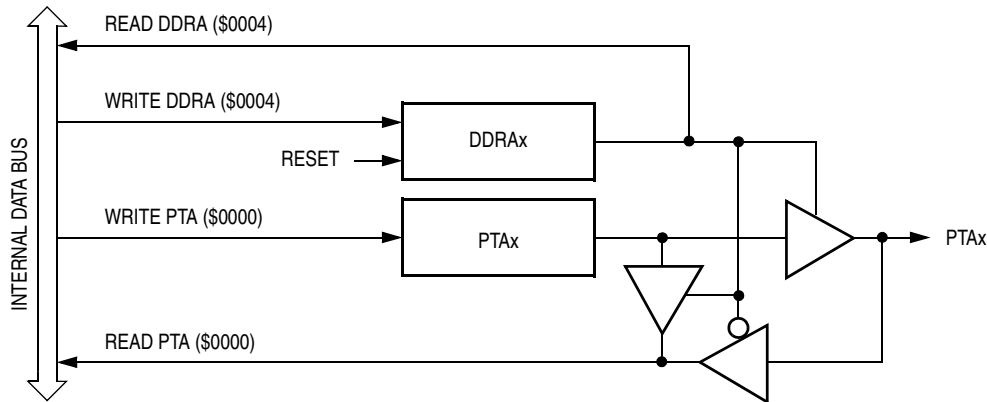 READ DDRA ($0004)
WRITE DDRA ($0004)
DDRAx
RESET
WRITE PTA ($0000)
PTAx
PTAx
READ PTA ($0000)
INTERNAL DATA BUS